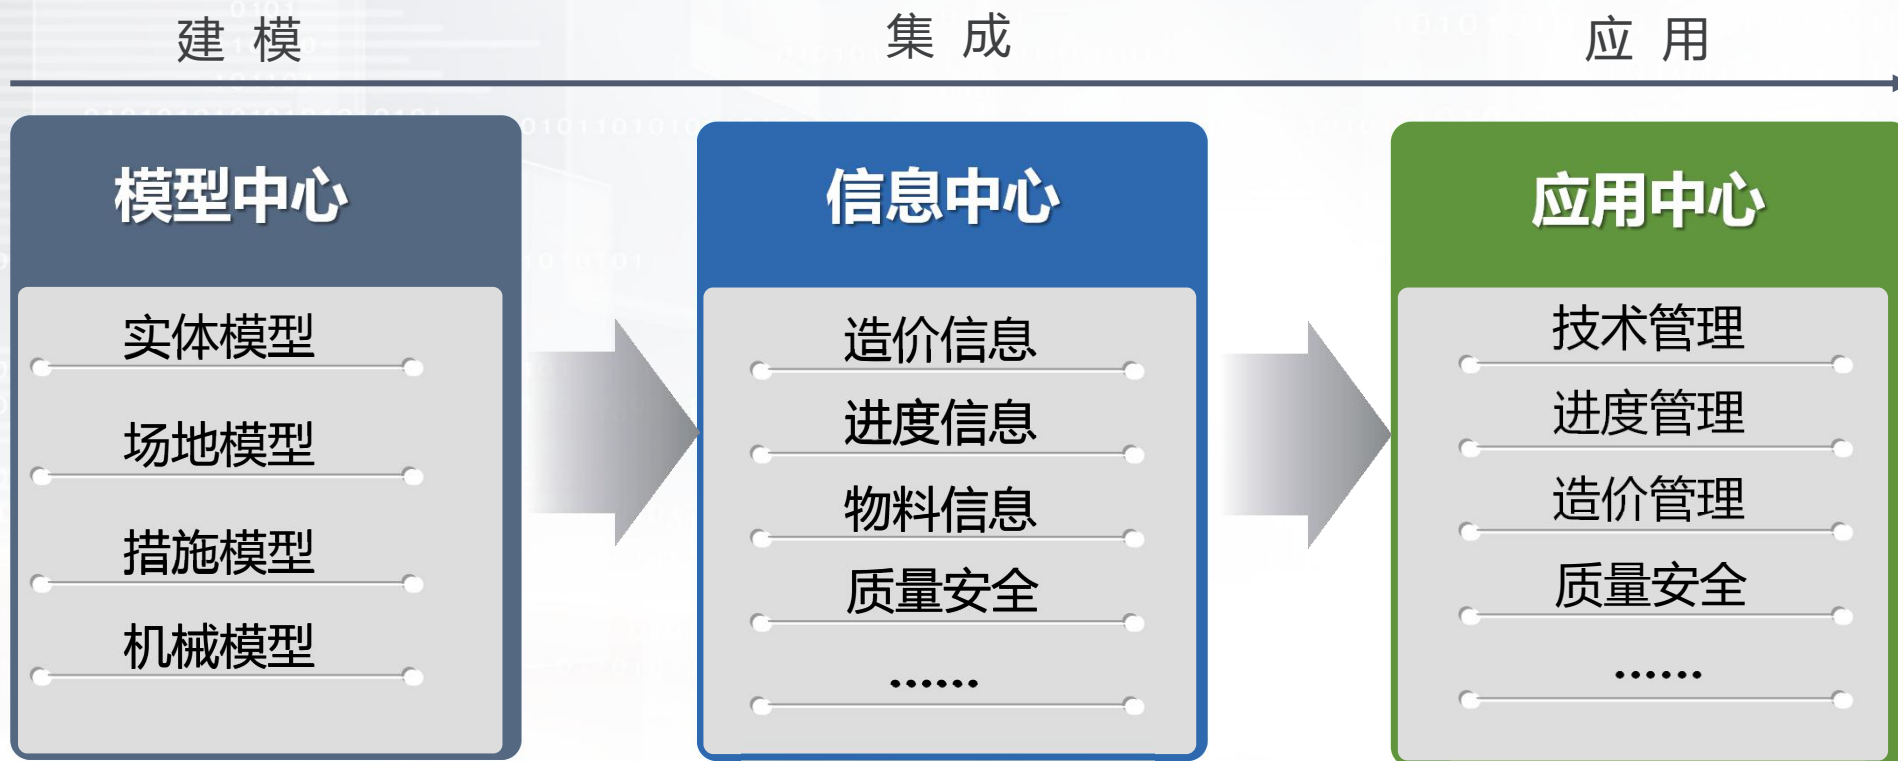 建 模
集 成
应 用
模型中心
实体模型
场地模型
措施模型
机械模型
信息中心
造价信息
进度信息
物料信息
质量安全
......
应用中心
技术管理
进度管理
造价管理
质量安全
......